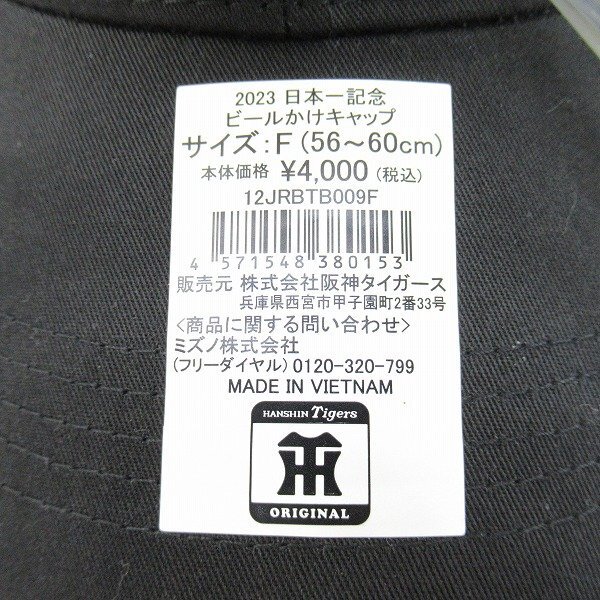 2023 日本一記念
ビールかけキャップ
サイズ：F（56～60cm）
本体価格 ¥4,000（税込）
12JRBTB009F
4 571548 380153
販売元 株式会社阪神タイガース
兵庫県西宮市甲子園町2番33号
<商品に関する問い合わせ>
ミズノ株式会社
(フリーダイヤル)0120-320-799
MADE IN VIETNAM
HANSHIN Tigers
HT
ORIGINAL